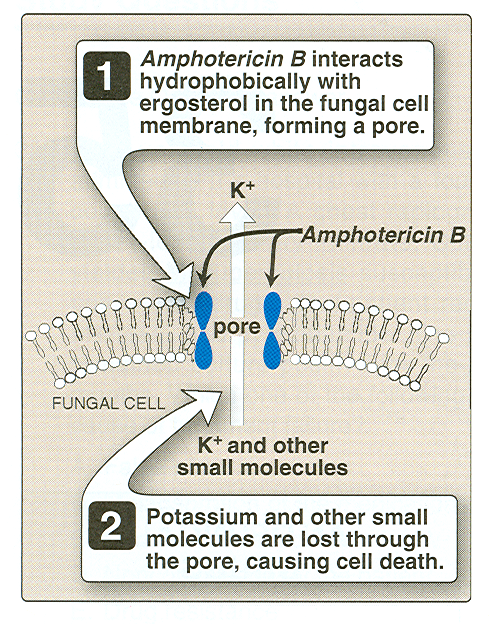 1
Amphotericin B interacts
hydrophobically with
ergosterol in the fungal cell
membrane, forming a pore.
K+
Amphotericin B
pore
FUNGAL CELL
K+ and other
small molecules
2
Potassium and other small
molecules are lost through
the pore, causing cell death.